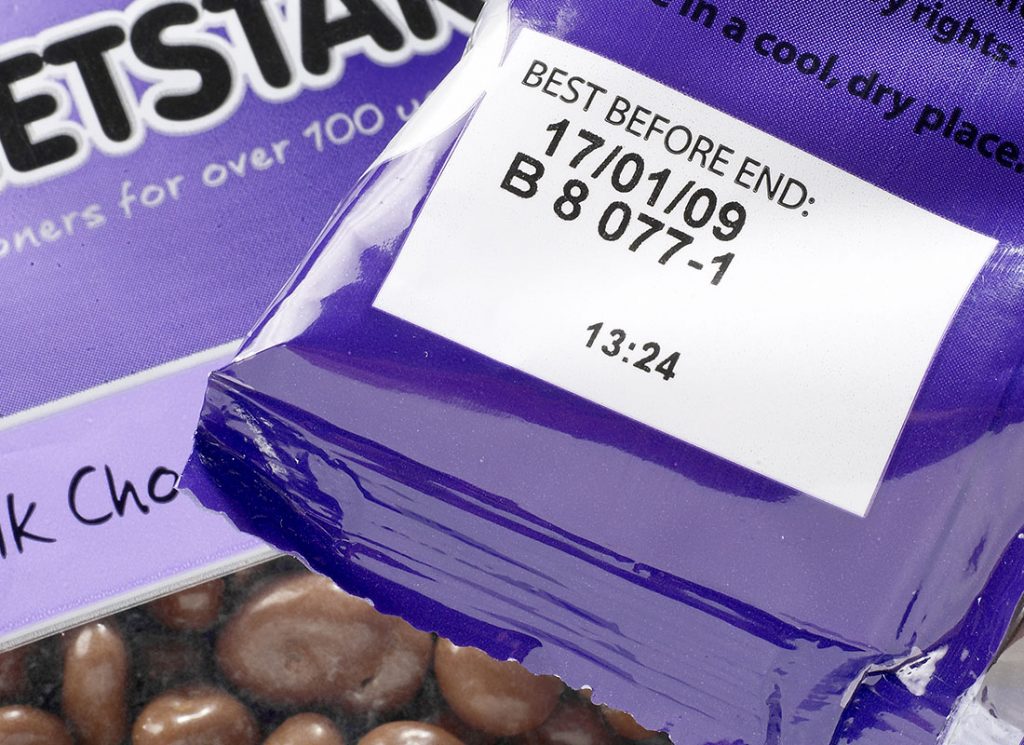 ETSTAR
oners for over 100 y
lk Cho
y rights.
e in a cool, dry place.
BEST BEFORE END:
17/01/09
B 8 077-1
13:24